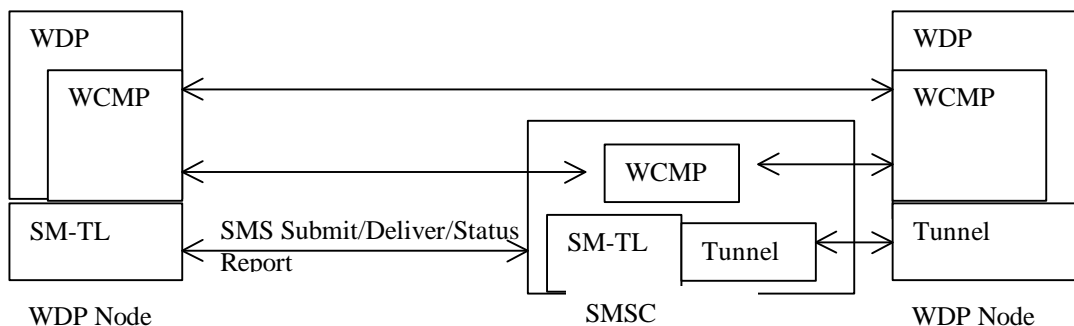 WDP
WDP
WCMP
WCMP
WCMP
SM-TL
SMS Submit/Deliver/Status
Report
SM-TL
Tunnel
Tunnel
WDP Node
SMSC
WDP Node